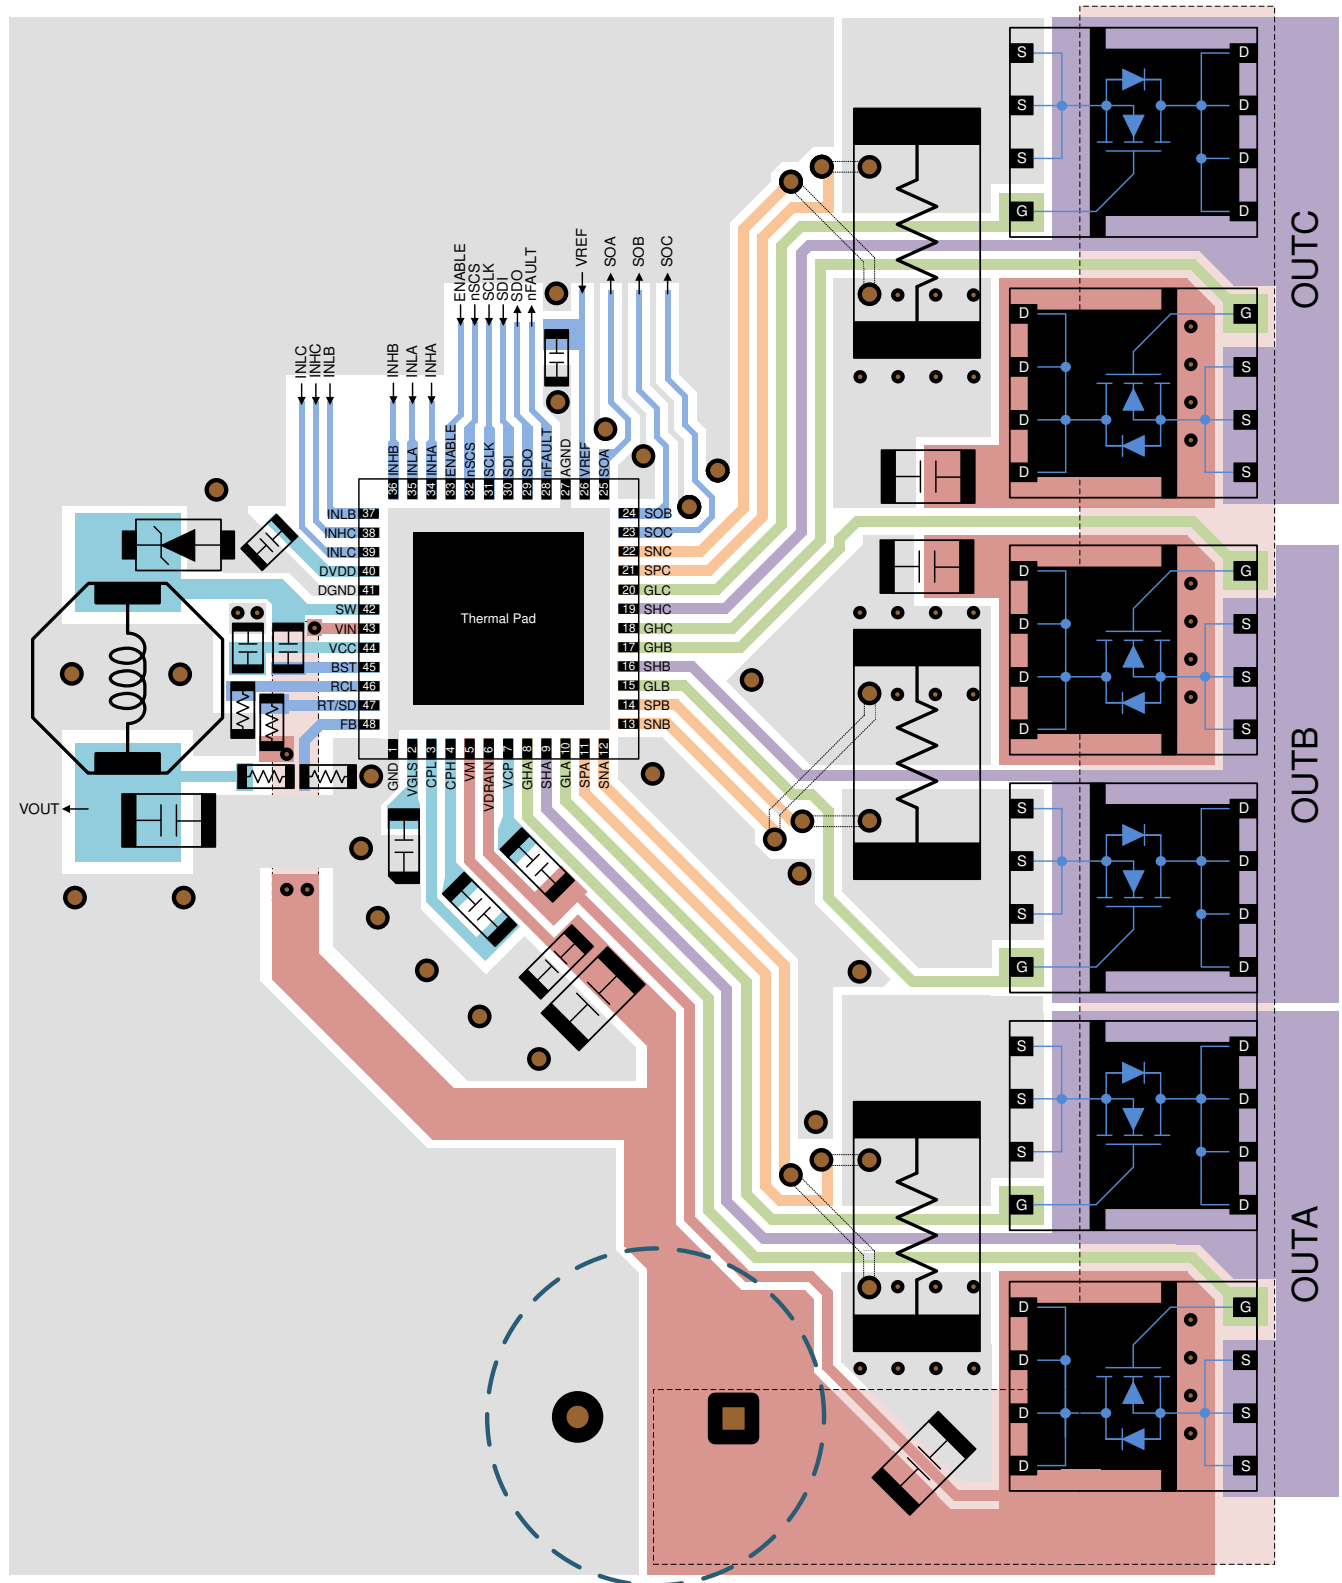 S
D
S
D
S
D
G
D
OUTC
D
G
D
S
D
S
D
S
ENABLE
nSCS
SCLK
SDI
SDO
nFAULT
VREF
SOA
SOB
SOC
INLC
INHC
INLB
INHB
INLA
INHA
INHB
INLA
INHA
ENABLE
nSCS
SCLK
SDI
SDO
nFAULT
AGND
VREF
SOA
36
35
34
33
32
31
30
29
28
27
26
25
INLB 37
INHC 38
INLC 39
DVDD 40
DGND 41
SW 42
VIN 43
VCC 44
BST 45
RCL 46
RT/SD 47
FB 48
Thermal Pad
24 SOB
23 SOC
22 SNC
21 SPC
20 GLC
19 SHC
18 GHC
17 GHB
16 SHB
15 GLB
14 SPB
13 SNB
1
2
3
4
5
6
7
8
9
10
11
12
GND
VGLS
CPL
CPH
VM
VDRAIN
VCP
GHA
SHA
GLA
SPA
SNA
VOUT
D
G
D
S
D
S
D
S
OUTB
S
D
S
D
S
D
G
D
S
D
S
D
S
D
G
D
OUTA
D
G
D
S
D
S
D
S